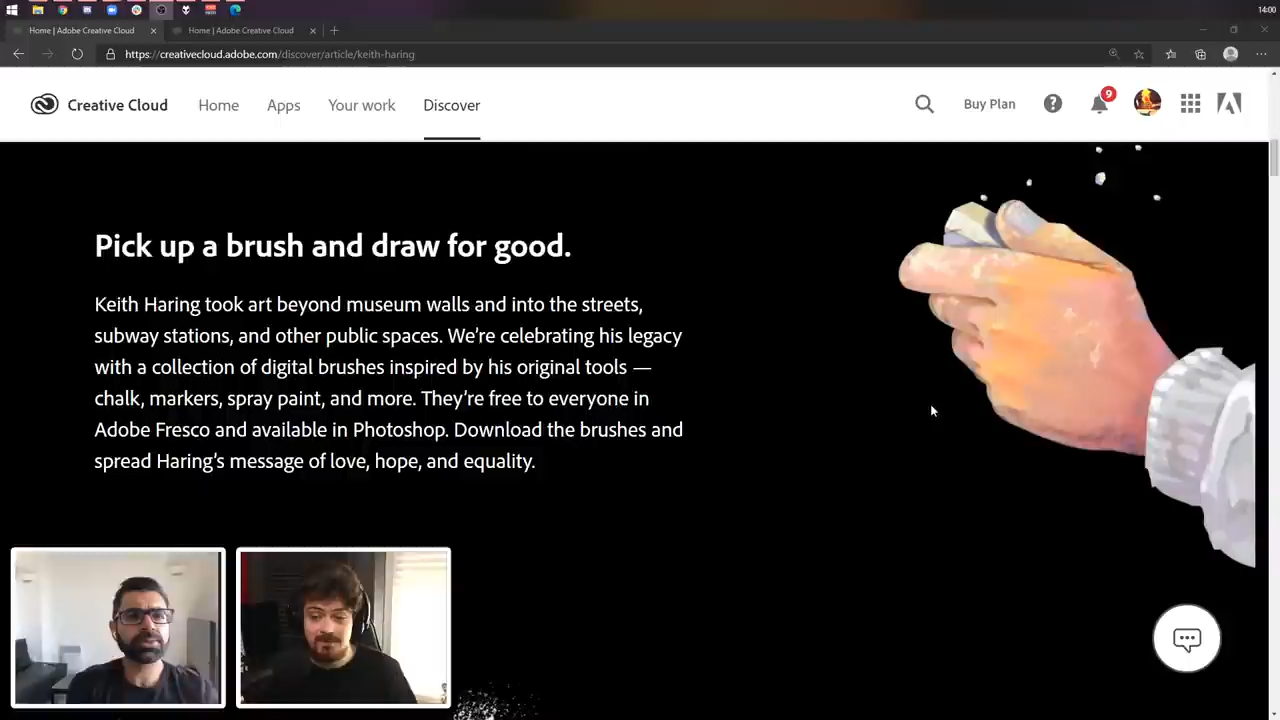 14:00
Home | Adobe Creative Cloud
Home | Adobe Creative Cloud
https://creativecloud.adobe.com/discover/article/keith-haring
Creative Cloud Home Apps Your work Discover Buy Plan 9
Pick up a brush and draw for good.
Keith Haring took art beyond museum walls and into the streets,
subway stations, and other public spaces. We’re celebrating his legacy
with a collection of digital brushes inspired by his original tools —
chalk, markers, spray paint, and more. They’re free to everyone in
Adobe Fresco and available in Photoshop. Download the brushes and
spread Haring’s message of love, hope, and equality.